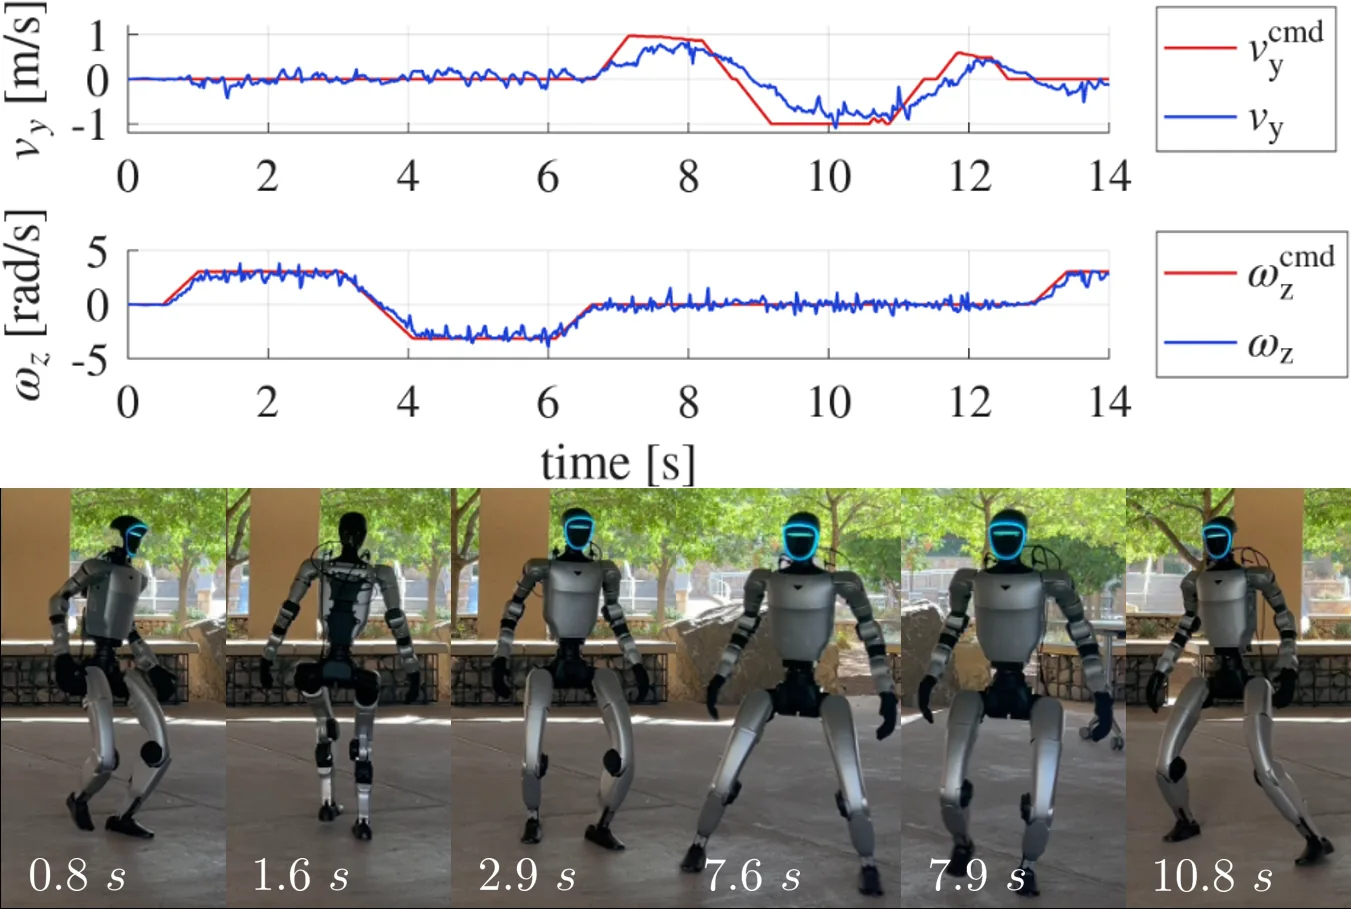 v_y [m/s]
1
0
-1
0 2 4 6 8 10 12 14
v_y^cmd
v_y
ω_z [rad/s]
5
0
-5
0 2 4 6 8 10 12 14
ω_z^cmd
ω_z
time [s]
0.8 s 1.6 s 2.9 s 7.6 s 7.9 s 10.8 s